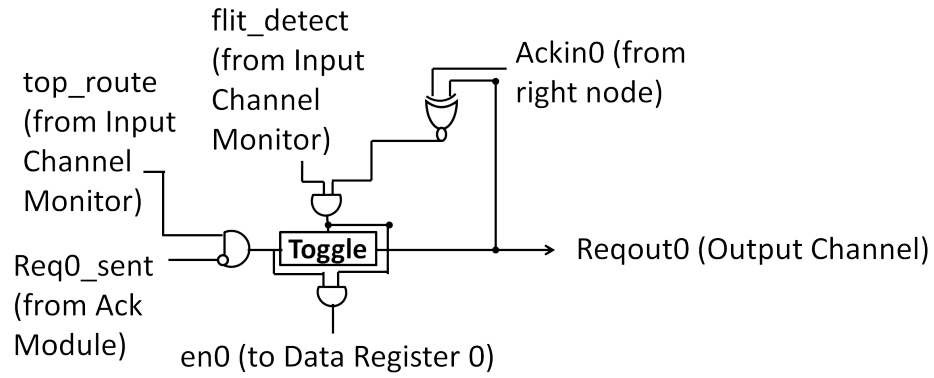 flit_detect
(from Input
Channel
Monitor)
Ackin0 (from
right node)
top_route
(from Input
Channel
Monitor)
Toggle
Reqout0 (Output Channel)
Req0_sent
(from Ack
Module)
en0 (to Data Register 0)